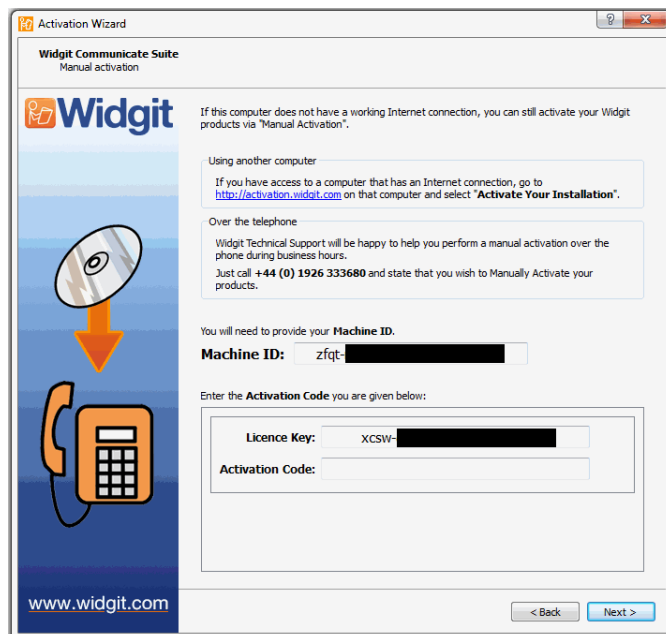 Activation Wizard
Widgit Communicate Suite
Manual activation
Widgit
If this computer does not have a working Internet connection, you can still activate your Widgit
products via "Manual Activation".
Using another computer
If you have access to a computer that has an Internet connection, go to
http://activation.widgit.com on that computer and select "Activate Your Installation".
Over the telephone
Widgit Technical Support will be happy to help you perform a manual activation over the
phone during business hours.
Just call +44 (0) 1926 333680 and state that you wish to Manually Activate your
products.
You will need to provide your Machine ID.
Machine ID: zfqt-
Enter the Activation Code you are given below:
Licence Key: xcsw-
Activation Code:
www.widgit.com
< Back Next >